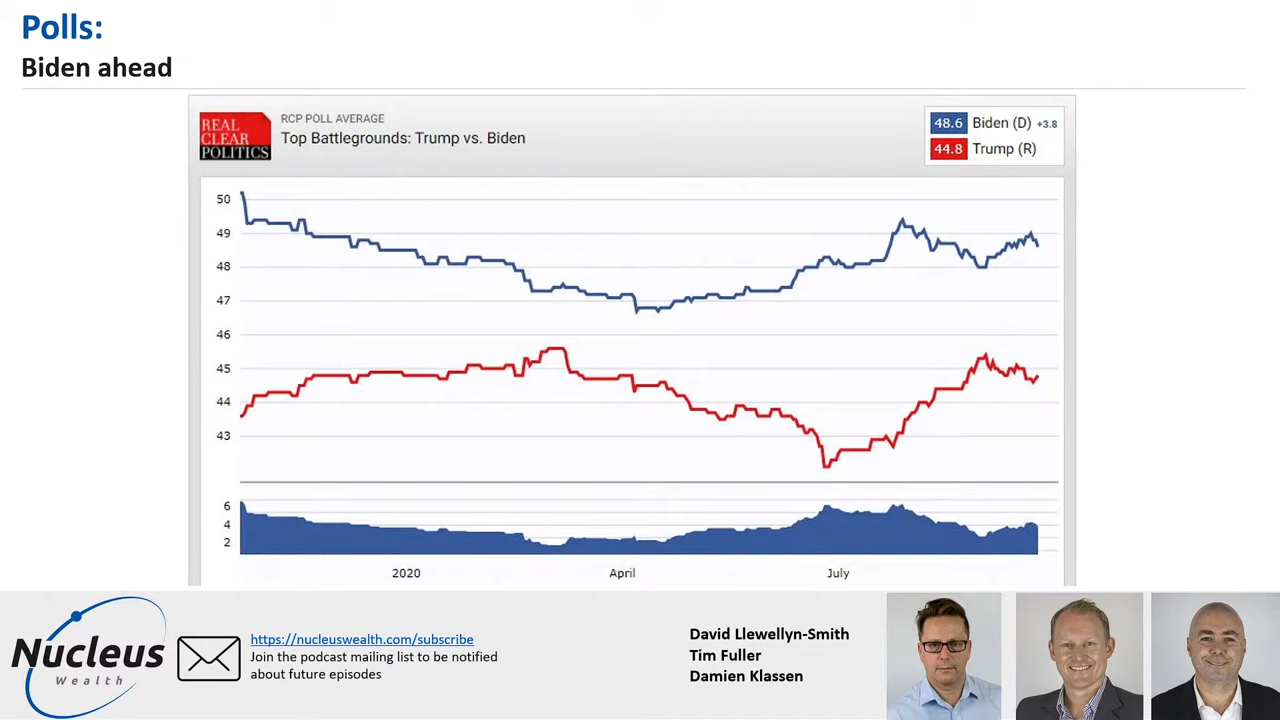 Polls:
Biden ahead
REAL
CLEAR
POLITICS
RCP POLL AVERAGE
Top Battlegrounds: Trump vs. Biden
48.6 Biden (D) +3.8
44.8 Trump (R)
50
49
48
47
46
45
44
43
6
4
2
2020 April July
Nucleus
Wealth
https://nucleuswealth.com/subscribe
Join the podcast mailing list to be notified
about future episodes
David Llewellyn-Smith
Tim Fuller
Damien Klassen